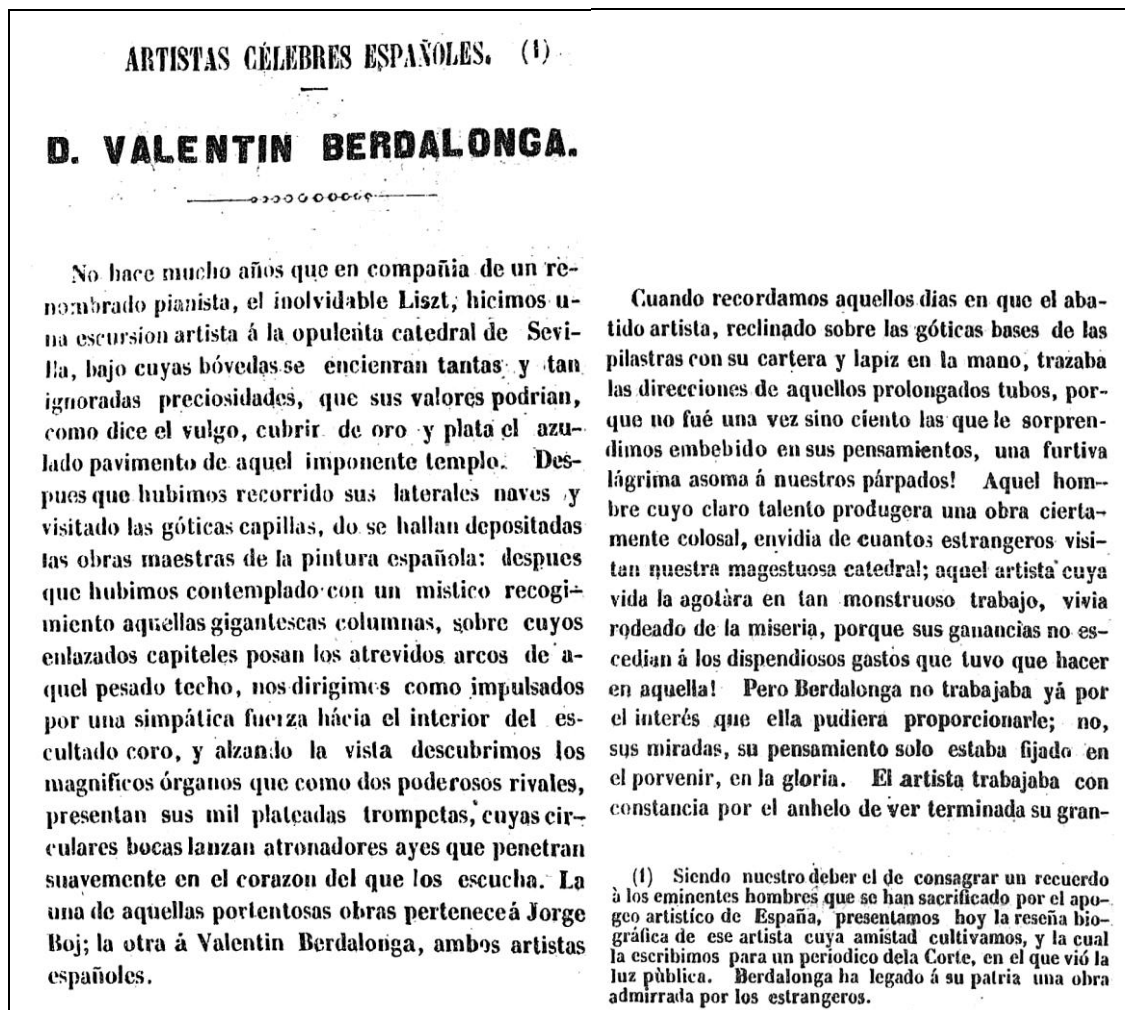 ARTISTAS CÉLEBRES ESPAÑOLES. (1)
D. VALENTIN BERDALONGA.
No hace mucho años que en compañia de un re-
nombrado pianista, el inolvidable Liszt, hicimos u-
na escursion artista á la opulenta catedral de Sevi-
lla, bajo cuyas bóvedas se encienran tantas y tan
ignoradas preciosidades, que sus valores podrian,
como dice el vulgo, cubrir de oro y plata el azu-
lado pavimento de aquel imponente templo. Des-
pues que hubimos recorrido sus laterales naves y
visitado las góticas capillas, do se hallan depositadas
las obras maestras de la pintura española: despues
que hubimos contemplado con un mistico recogi-
miento aquellas gigantescas columnas, sobre cuyos
enlazados capiteles posan los atrevidos arcos de a-
quel pesado techo, nos dirigimos como impulsados
por una simpática fuerza hácia el interior del es-
cultado coro, y alzando la vista descubrimos los
magnificos órganos que como dos poderosos rivales,
presentan sus mil plateadas trompetas, cuyas cir-
culares bocas lanzan atronadores ayes que penetran
suavemente en el corazon del que los escucha. La
una de aquellas portentosas obras pertenece á Jorge
Boj; la otra á Valentin Berdalonga, ambos artistas
españoles.
Cuando recordamos aquellos dias en que el aba-
tido artista, reclinado sobre las góticas bases de las
pilastras con su cartera y lapiz en la mano, trazaba
las direcciones de aquellos prolongados tubos, por-
que no fué una vez sino ciento las que le sorpren-
dimos embebido en sus pensamientos, una furtiva
lágrima asoma á nuestros párpados! Aquel hom-
bre cuyo claro talento produgera una obra cierta-
mente colosal, envidia de cuantos estrangeros visi-
tan nuestra magestuosa catedral; aquel artista cuya
vida la agotàra en tan monstruoso trabajo, vivia
rodeado de la miseria, porque sus ganancias no es-
cedian á los dispendiosos gastos que tuvo que hacer
en aquella! Pero Berdalonga no trabajaba yá por
el interés que ella pudiera proporcionarle; no,
sus miradas, su pensamiento solo estaba fijado en
el porvenir, en la gloria. El artista trabajaba con
constancia por el anhelo de ver terminada su gran-
(1) Siendo nuestro deber el de consagrar un recuerdo
à los eminentes hombres que se han sacrificado por el apo-
geo artistico de España, presentamos hoy la reseña bio-
gráfica de ese artista cuya amistad cultivamos, y la cual
la escribimos para un periodico dela Corte, en el que vió la
luz pùblica. Berdalonga ha legado á su patria una obra
admirrada por los estrangeros.